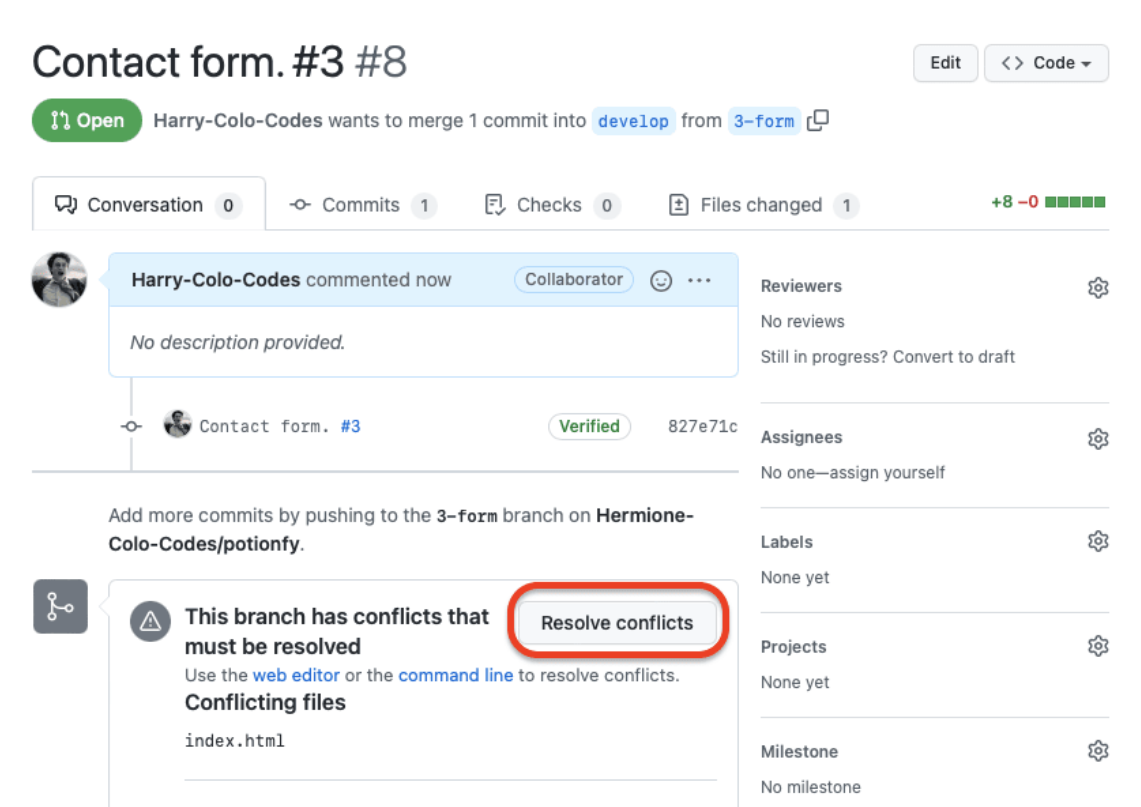 Contact form. #3 #8
Edit
Code
Open
Harry-Colo-Codes wants to merge 1 commit into develop from 3-form
Conversation 0
Commits 1
Checks 0
Files changed 1
+8 −0
Harry-Colo-Codes commented now
Collaborator
No description provided.
Contact form. #3
Verified
827e71c
Add more commits by pushing to the 3-form branch on Hermione-
Colo-Codes/potionfy.
This branch has conflicts that
must be resolved
Resolve conflicts
Use the web editor or the command line to resolve conflicts.
Conflicting files
index.html
Reviewers
No reviews
Still in progress? Convert to draft
Assignees
No one—assign yourself
Labels
None yet
Projects
None yet
Milestone
No milestone